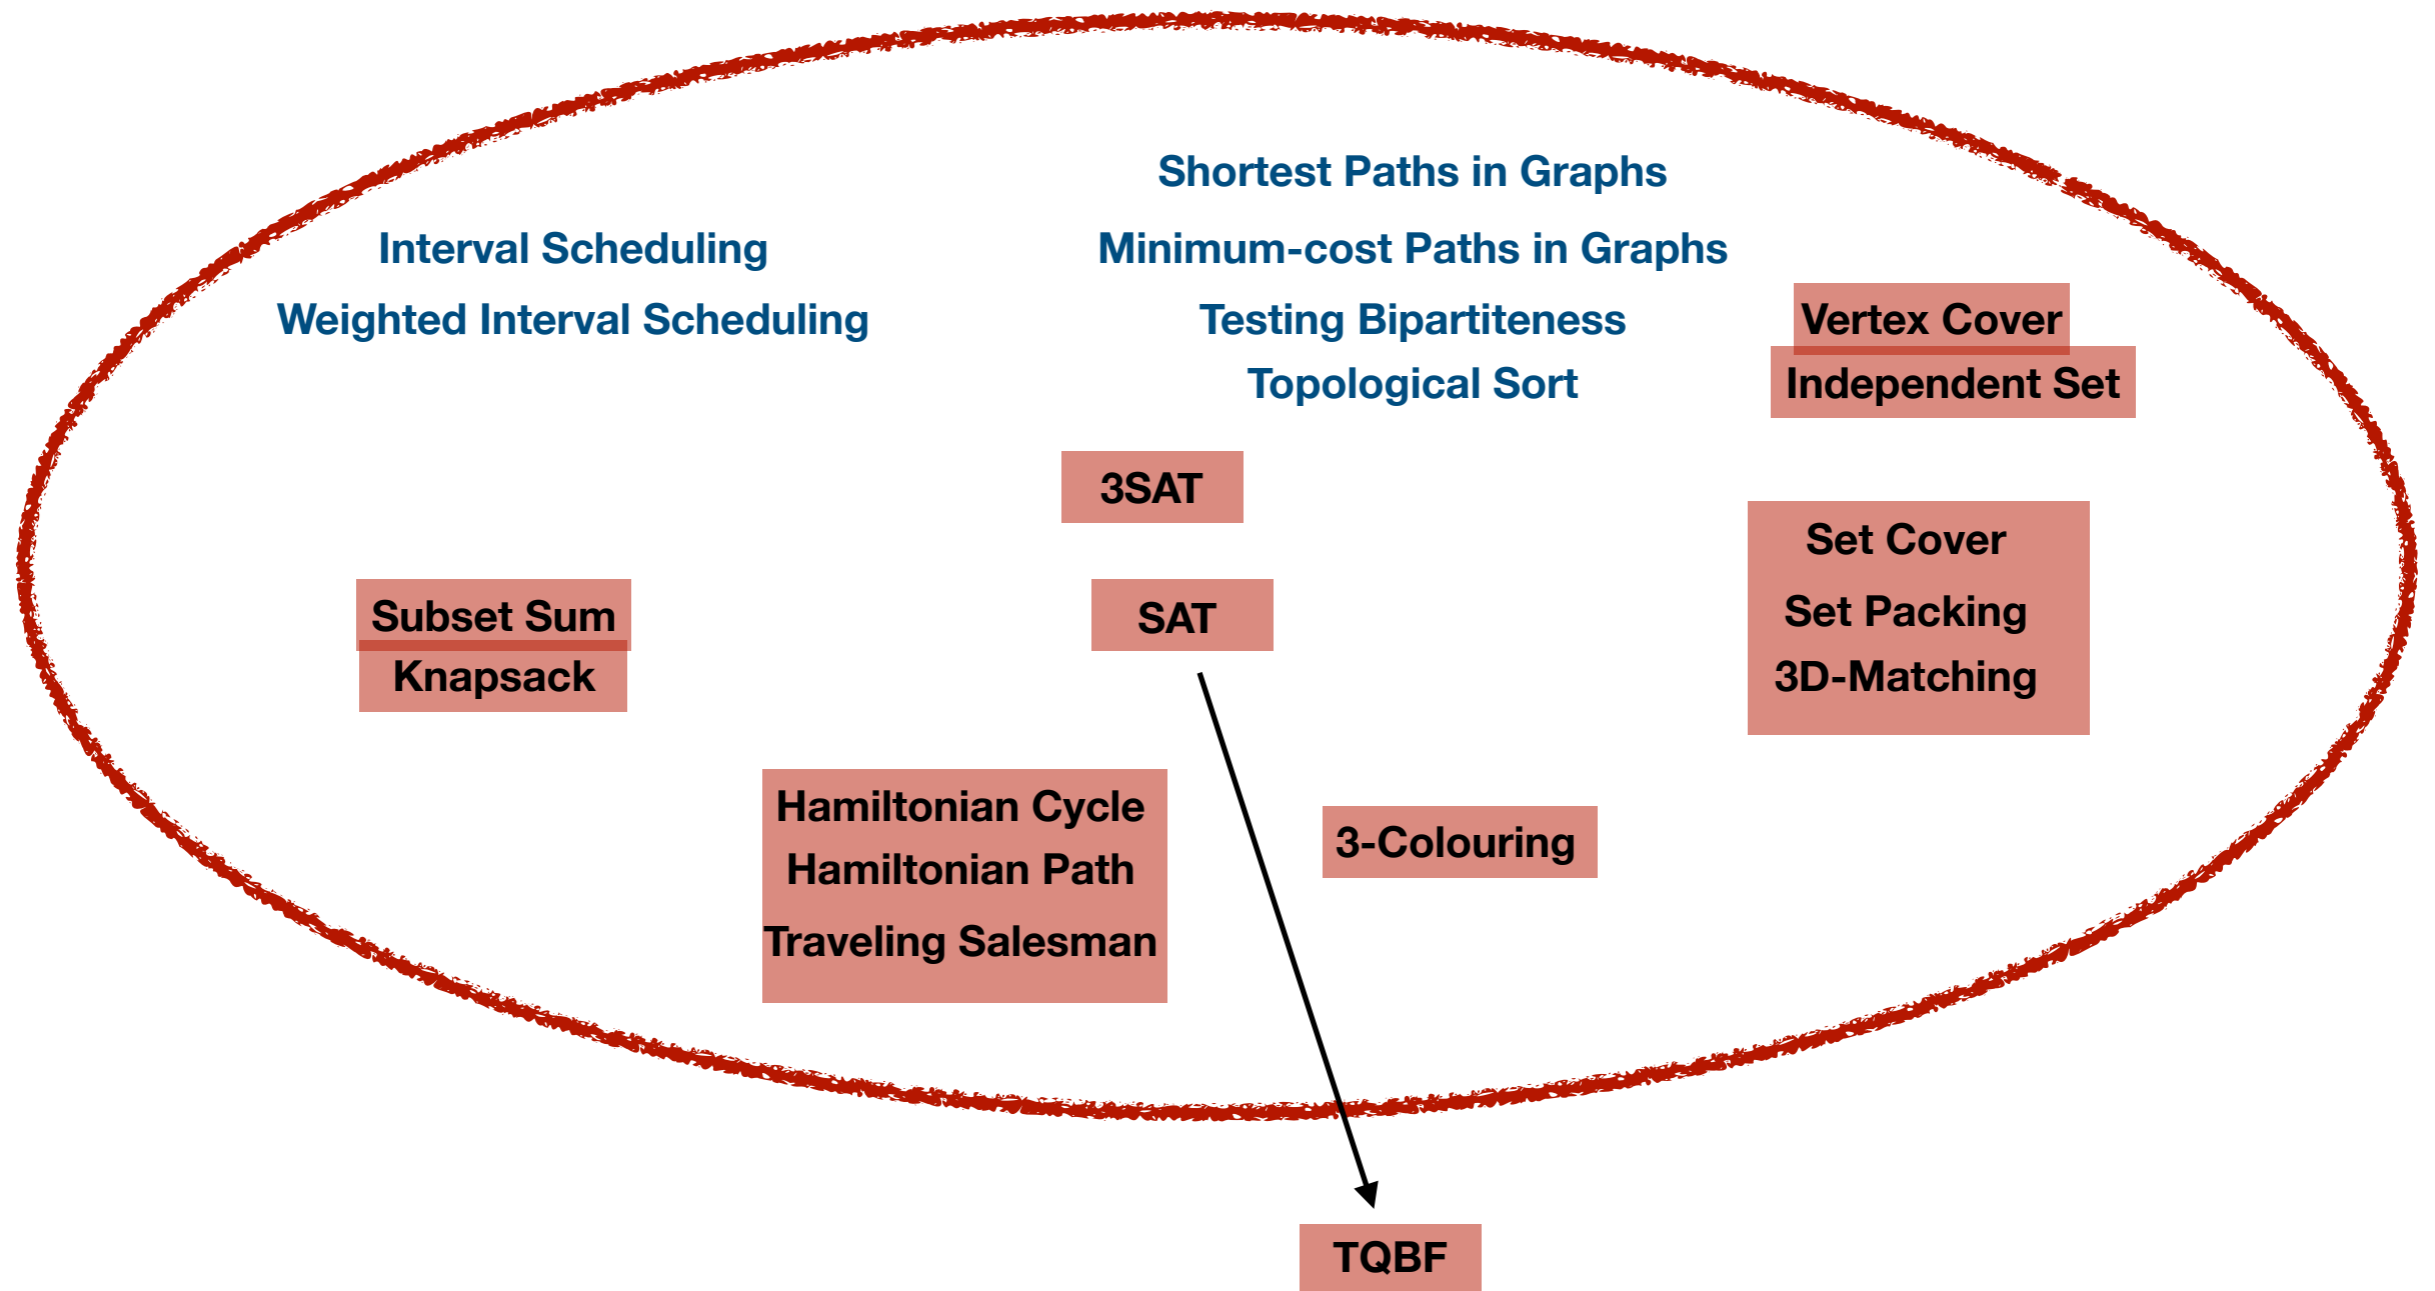 Shortest Paths in Graphs
Interval Scheduling
Minimum-cost Paths in Graphs
Weighted Interval Scheduling
Testing Bipartiteness
Vertex Cover
Topological Sort
Independent Set
3SAT
Set Cover
Subset Sum
SAT
Set Packing
Knapsack
3D-Matching
Hamiltonian Cycle
3-Colouring
Hamiltonian Path
Traveling Salesman
TQBF